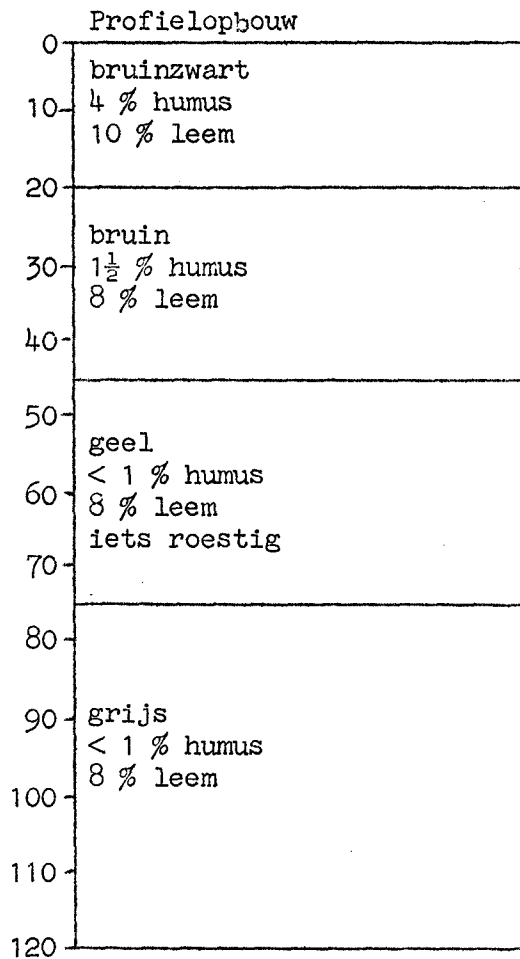 Profielopbouw
0
bruinzwart
10
4 % humus
10 % leem
20
bruin
30
1½ % humus
8 % leem
40
50
geel
< 1 % humus
60
8 % leem
iets roestig
70
80
90
grijs
< 1 % humus
8 % leem
100
110
120